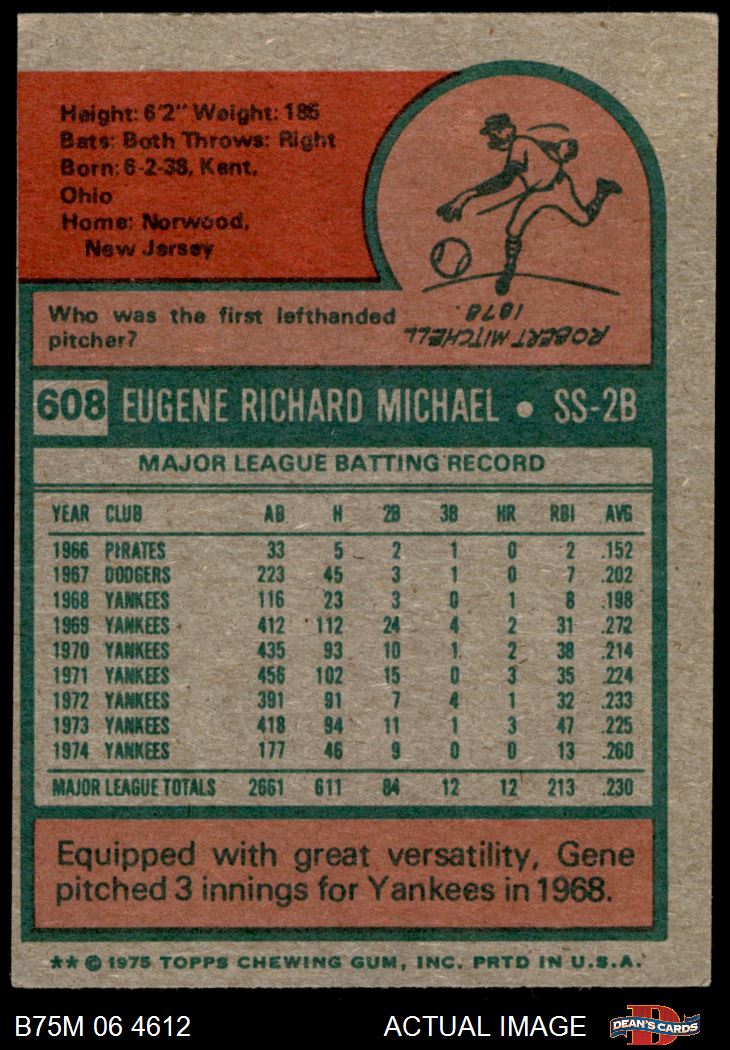 Height: 6'2" Weight: 185
Bats: Both Throws: Right
Born: 6-2-38, Kent,
Ohio
Home: Norwood,
New Jersey
Who was the first lefthanded
pitcher?
ROBERT MITCHELL
1878.
608 EUGENE RICHARD MICHAEL • SS-2B
MAJOR LEAGUE BATTING RECORD
YEAR CLUB AB H 2B 3B HR RBI AVG
1966 PIRATES 33 5 2 1 0 2 .152
1967 DODGERS 223 45 3 1 0 7 .202
1968 YANKEES 116 23 3 0 1 8 .198
1969 YANKEES 412 112 24 4 2 31 .272
1970 YANKEES 435 93 10 1 2 38 .214
1971 YANKEES 456 102 15 0 3 35 .224
1972 YANKEES 391 91 7 4 1 32 .233
1973 YANKEES 418 94 11 1 3 47 .225
1974 YANKEES 177 46 9 0 0 13 .260
MAJOR LEAGUE TOTALS 2661 611 84 12 12 213 .230
Equipped with great versatility, Gene
pitched 3 innings for Yankees in 1968.
** © 1975 TOPPS CHEWING GUM, INC. PRTD IN U.S.A.
B75M 06 4612 ACTUAL IMAGE DEAN'S CARDS